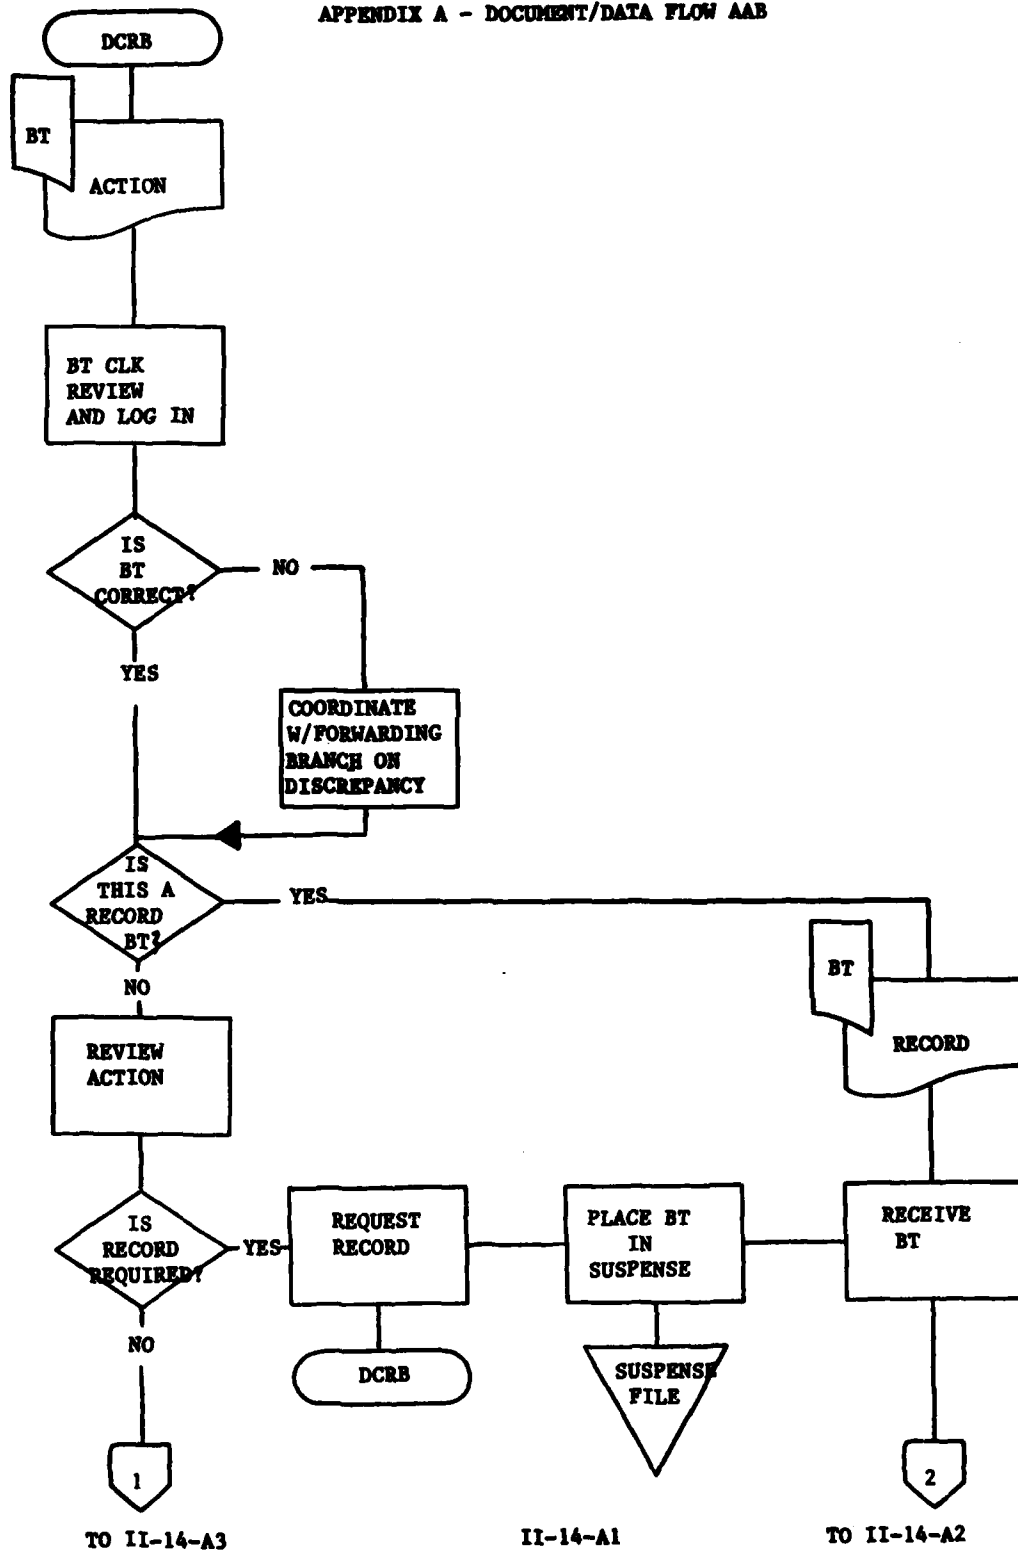 APPENDIX A - DOCUMENT/DATA FLOW AAB
DCRB
BT
ACTION
BT CLK
REVIEW
AND LOG IN
IS
BT
CORRECT?
NO
YES
COORDINATE
W/FORWARDING
BRANCH ON
DISCREPANCY
IS
THIS A
RECORD
BT?
YES
NO
BT
RECORD
REVIEW
ACTION
IS
RECORD
REQUIRED?
YES
REQUEST
RECORD
PLACE BT
IN
SUSPENSE
RECEIVE
BT
NO
DCRB
SUSPENSE
FILE
1
2
TO II-14-A3
II-14-A1
TO II-14-A2